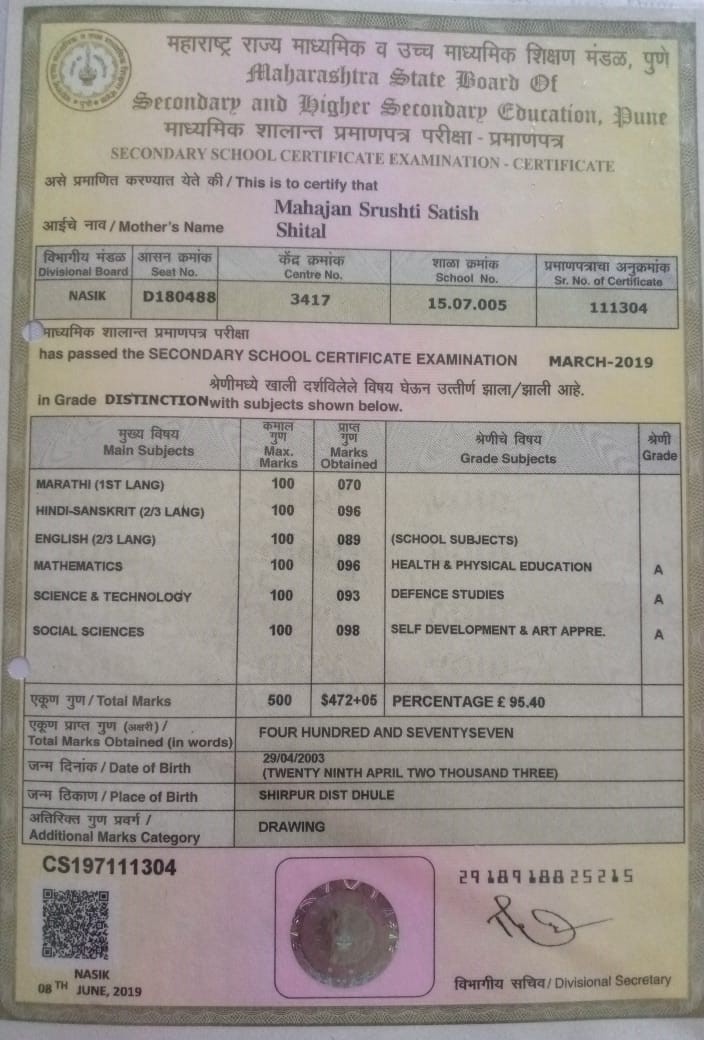 महाराष्ट्र राज्य माध्यमिक व उच्च माध्यमिक शिक्षण मंडळ, पुणे
Maharashtra State Board Of
Secondary and Higher Secondary Education, Pune
माध्यमिक शालान्त प्रमाणपत्र परीक्षा - प्रमाणपत्र
SECONDARY SCHOOL CERTIFICATE EXAMINATION - CERTIFICATE
असे प्रमाणित करण्यात येते की / This is to certify that
Mahajan Srushti Satish
आईचे नाव / Mother's Name Shital
विभागीय मंडळ आसन क्रमांक केंद्र क्रमांक शाळा क्रमांक प्रमाणपत्राचा अनुक्रमांक
Divisional Board Seat No. Centre No. School No. Sr. No. of Certificate
NASIK D180488 3417 15.07.005 111304
माध्यमिक शालान्त प्रमाणपत्र परीक्षा
has passed the SECONDARY SCHOOL CERTIFICATE EXAMINATION MARCH-2019
श्रेणीमध्ये खाली दर्शविलेले विषय घेऊन उत्तीर्ण झाला/झाली आहे.
in Grade DISTINCTION with subjects shown below.
मुख्य विषय कमाल गुण प्राप्त गुण श्रेणीचे विषय श्रेणी
Main Subjects Max. Marks Marks Obtained Grade Subjects Grade
MARATHI (1ST LANG) 100 070
HINDI-SANSKRIT (2/3 LANG) 100 096
ENGLISH (2/3 LANG) 100 089 (SCHOOL SUBJECTS)
MATHEMATICS 100 096 HEALTH & PHYSICAL EDUCATION A
SCIENCE & TECHNOLOGY 100 093 DEFENCE STUDIES A
SOCIAL SCIENCES 100 098 SELF DEVELOPMENT & ART APPRE. A
एकूण गुण / Total Marks 500 $472+05 PERCENTAGE £ 95.40
एकूण प्राप्त गुण (अक्षरी) /
Total Marks Obtained (in words) FOUR HUNDRED AND SEVENTYSEVEN
जन्म दिनांक / Date of Birth 29/04/2003
(TWENTY NINTH APRIL TWO THOUSAND THREE)
जन्म ठिकाण / Place of Birth SHIRPUR DIST DHULE
अतिरिक्त गुण प्रवर्ग /
Additional Marks Category DRAWING
CS197111304
2918918825215
NASIK
08 TH JUNE, 2019
विभागीय सचिव / Divisional Secretary